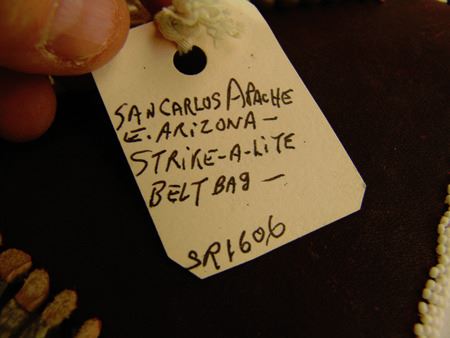 SAN CARLOS APACHE
E. ARIZONA -
STRIKE-A-LITE
BELT BAG -
SR1606